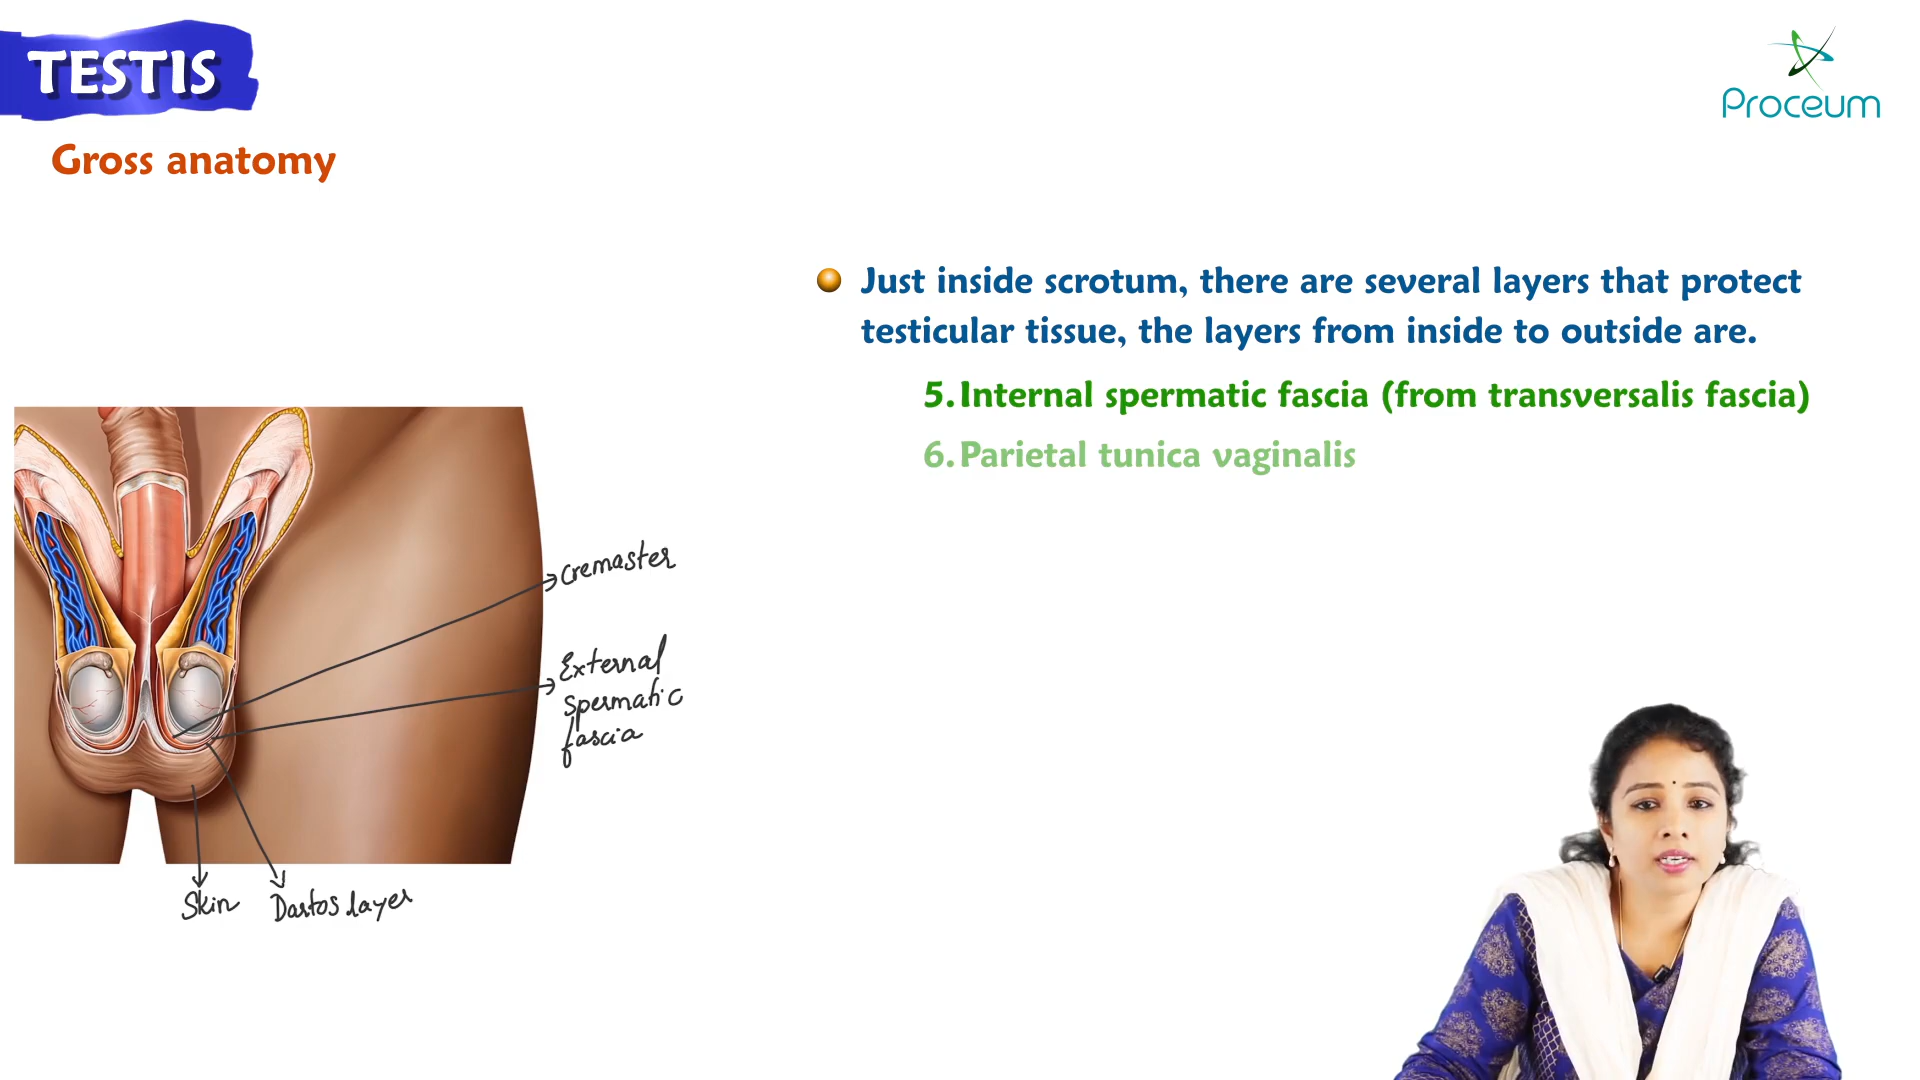 TESTIS
Proceum
Gross anatomy
Just inside scrotum, there are several layers that protect
testicular tissue, the layers from inside to outside are.
5. Internal spermatic fascia (from transversalis fascia)
6. Parietal tunica vaginalis
cremaster
External
spermatic
fascia
Skin
Dartos layer